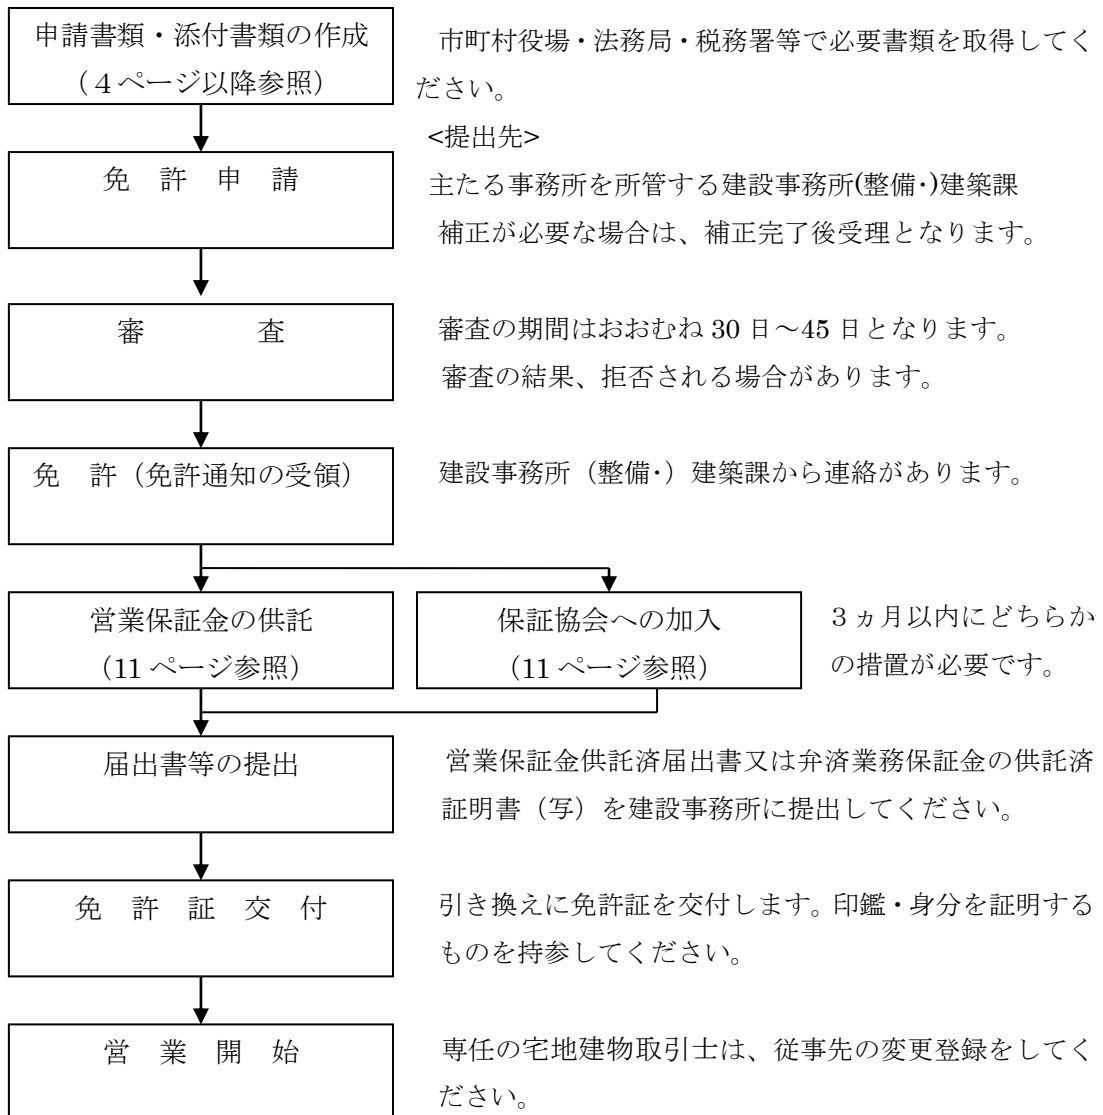 申請書類・添付書類の作成
（４ページ以降参照）
市町村役場・法務局・税務署等で必要書類を取得してく
ださい。
<提出先>
免　許　申　請
主たる事務所を所管する建設事務所(整備・)建築課
補正が必要な場合は、補正完了後受理となります。
審　　　　　査
審査の期間はおおむね 30 日～45 日となります。
審査の結果、拒否される場合があります。
免　許（免許通知の受領）
建設事務所（整備・）建築課から連絡があります。
営業保証金の供託
（11 ページ参照）
保証協会への加入
（11 ページ参照）
３ヵ月以内にどちらか
の措置が必要です。
届出書等の提出
営業保証金供託済届出書又は弁済業務保証金の供託済
証明書（写）を建設事務所に提出してください。
免　許　証　交　付
引き換えに免許証を交付します。印鑑・身分を証明する
ものを持参してください。
営　業　開　始
専任の宅地建物取引士は、従事先の変更登録をしてく
ださい。